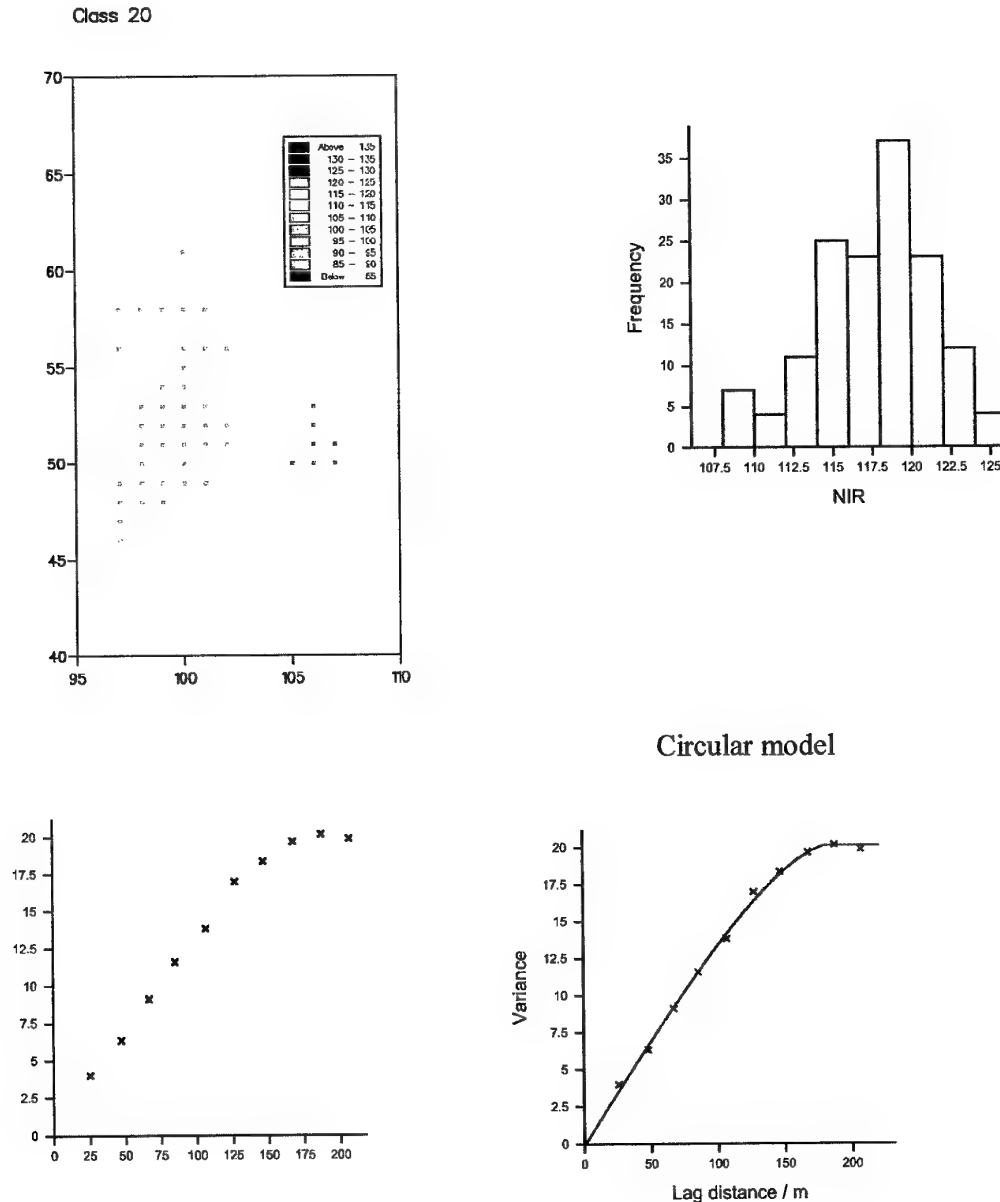 Class 20
70
65
60
55
50
45
40
95 100 105 110
Above 135
130 - 135
125 - 130
120 - 125
115 - 120
110 - 115
105 - 110
100 - 105
95 - 100
90 - 95
85 - 90
Below 85
Frequency
35
30
25
20
15
10
5
0
107.5 110 112.5 115 117.5 120 122.5 125
NIR
20
17.5
15
12.5
10
7.5
5
2.5
0
0 25 50 75 100 125 150 175 200
Circular model
Variance
20
17.5
15
12.5
10
7.5
5
2.5
0
0 50 100 150 200
Lag distance / m